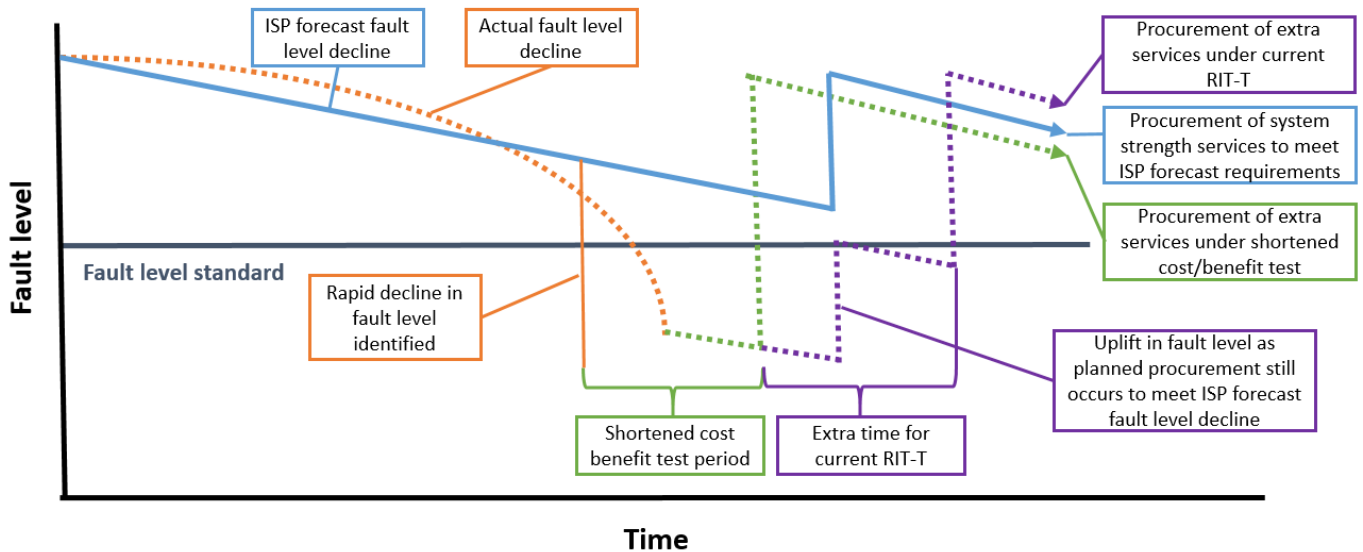 ISP forecast fault
level decline
Actual fault level
decline
Procurement of extra
services under current
RIT-T
Procurement of system
strength services to meet
ISP forecast requirements
Procurement of extra
services under shortened
cost/benefit test
Fault level
Fault level standard
Rapid decline in
fault level
identified
Uplift in fault level as
planned procurement still
occurs to meet ISP forecast
fault level decline
Shortened cost
benefit test period
Extra time for
current RIT-T
Time